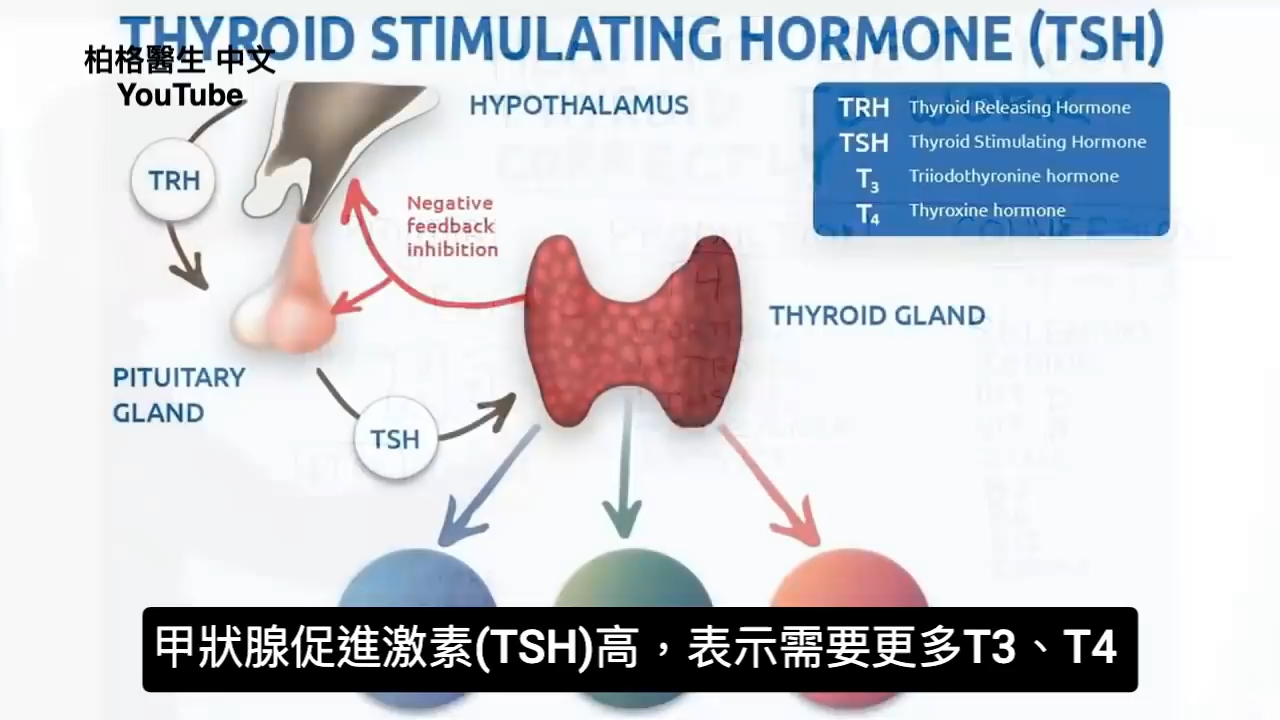 THYROID STIMULATING HORMONE (TSH)
柏格醫生 中文
YouTube
HYPOTHALAMUS
TRH Thyroid Releasing Hormone
TSH Thyroid Stimulating Hormone
T₃ Triiodothyronine hormone
T₄ Thyroxine hormone
TRH
Negative
feedback
inhibition
THYROID GLAND
PITUITARY
GLAND
TSH
甲狀腺促進激素(TSH)高，表示需要更多T3、T4